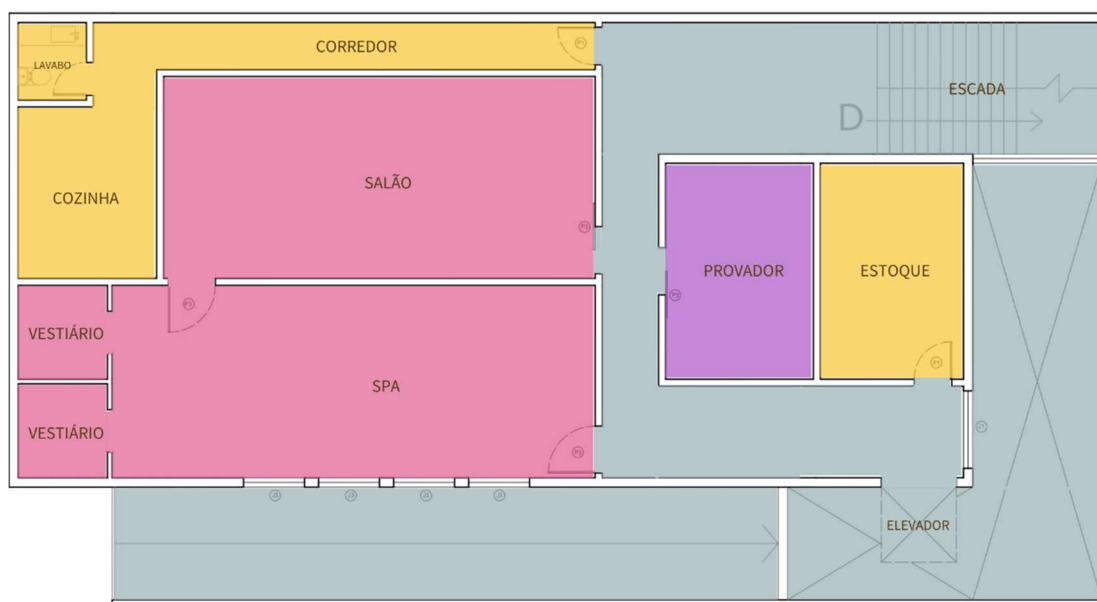 CORREDOR
LAVABO
ESCADA
D
SALÃO
COZINHA
PROVADOR
ESTOQUE
VESTIÁRIO
SPA
VESTIÁRIO
ELEVADOR